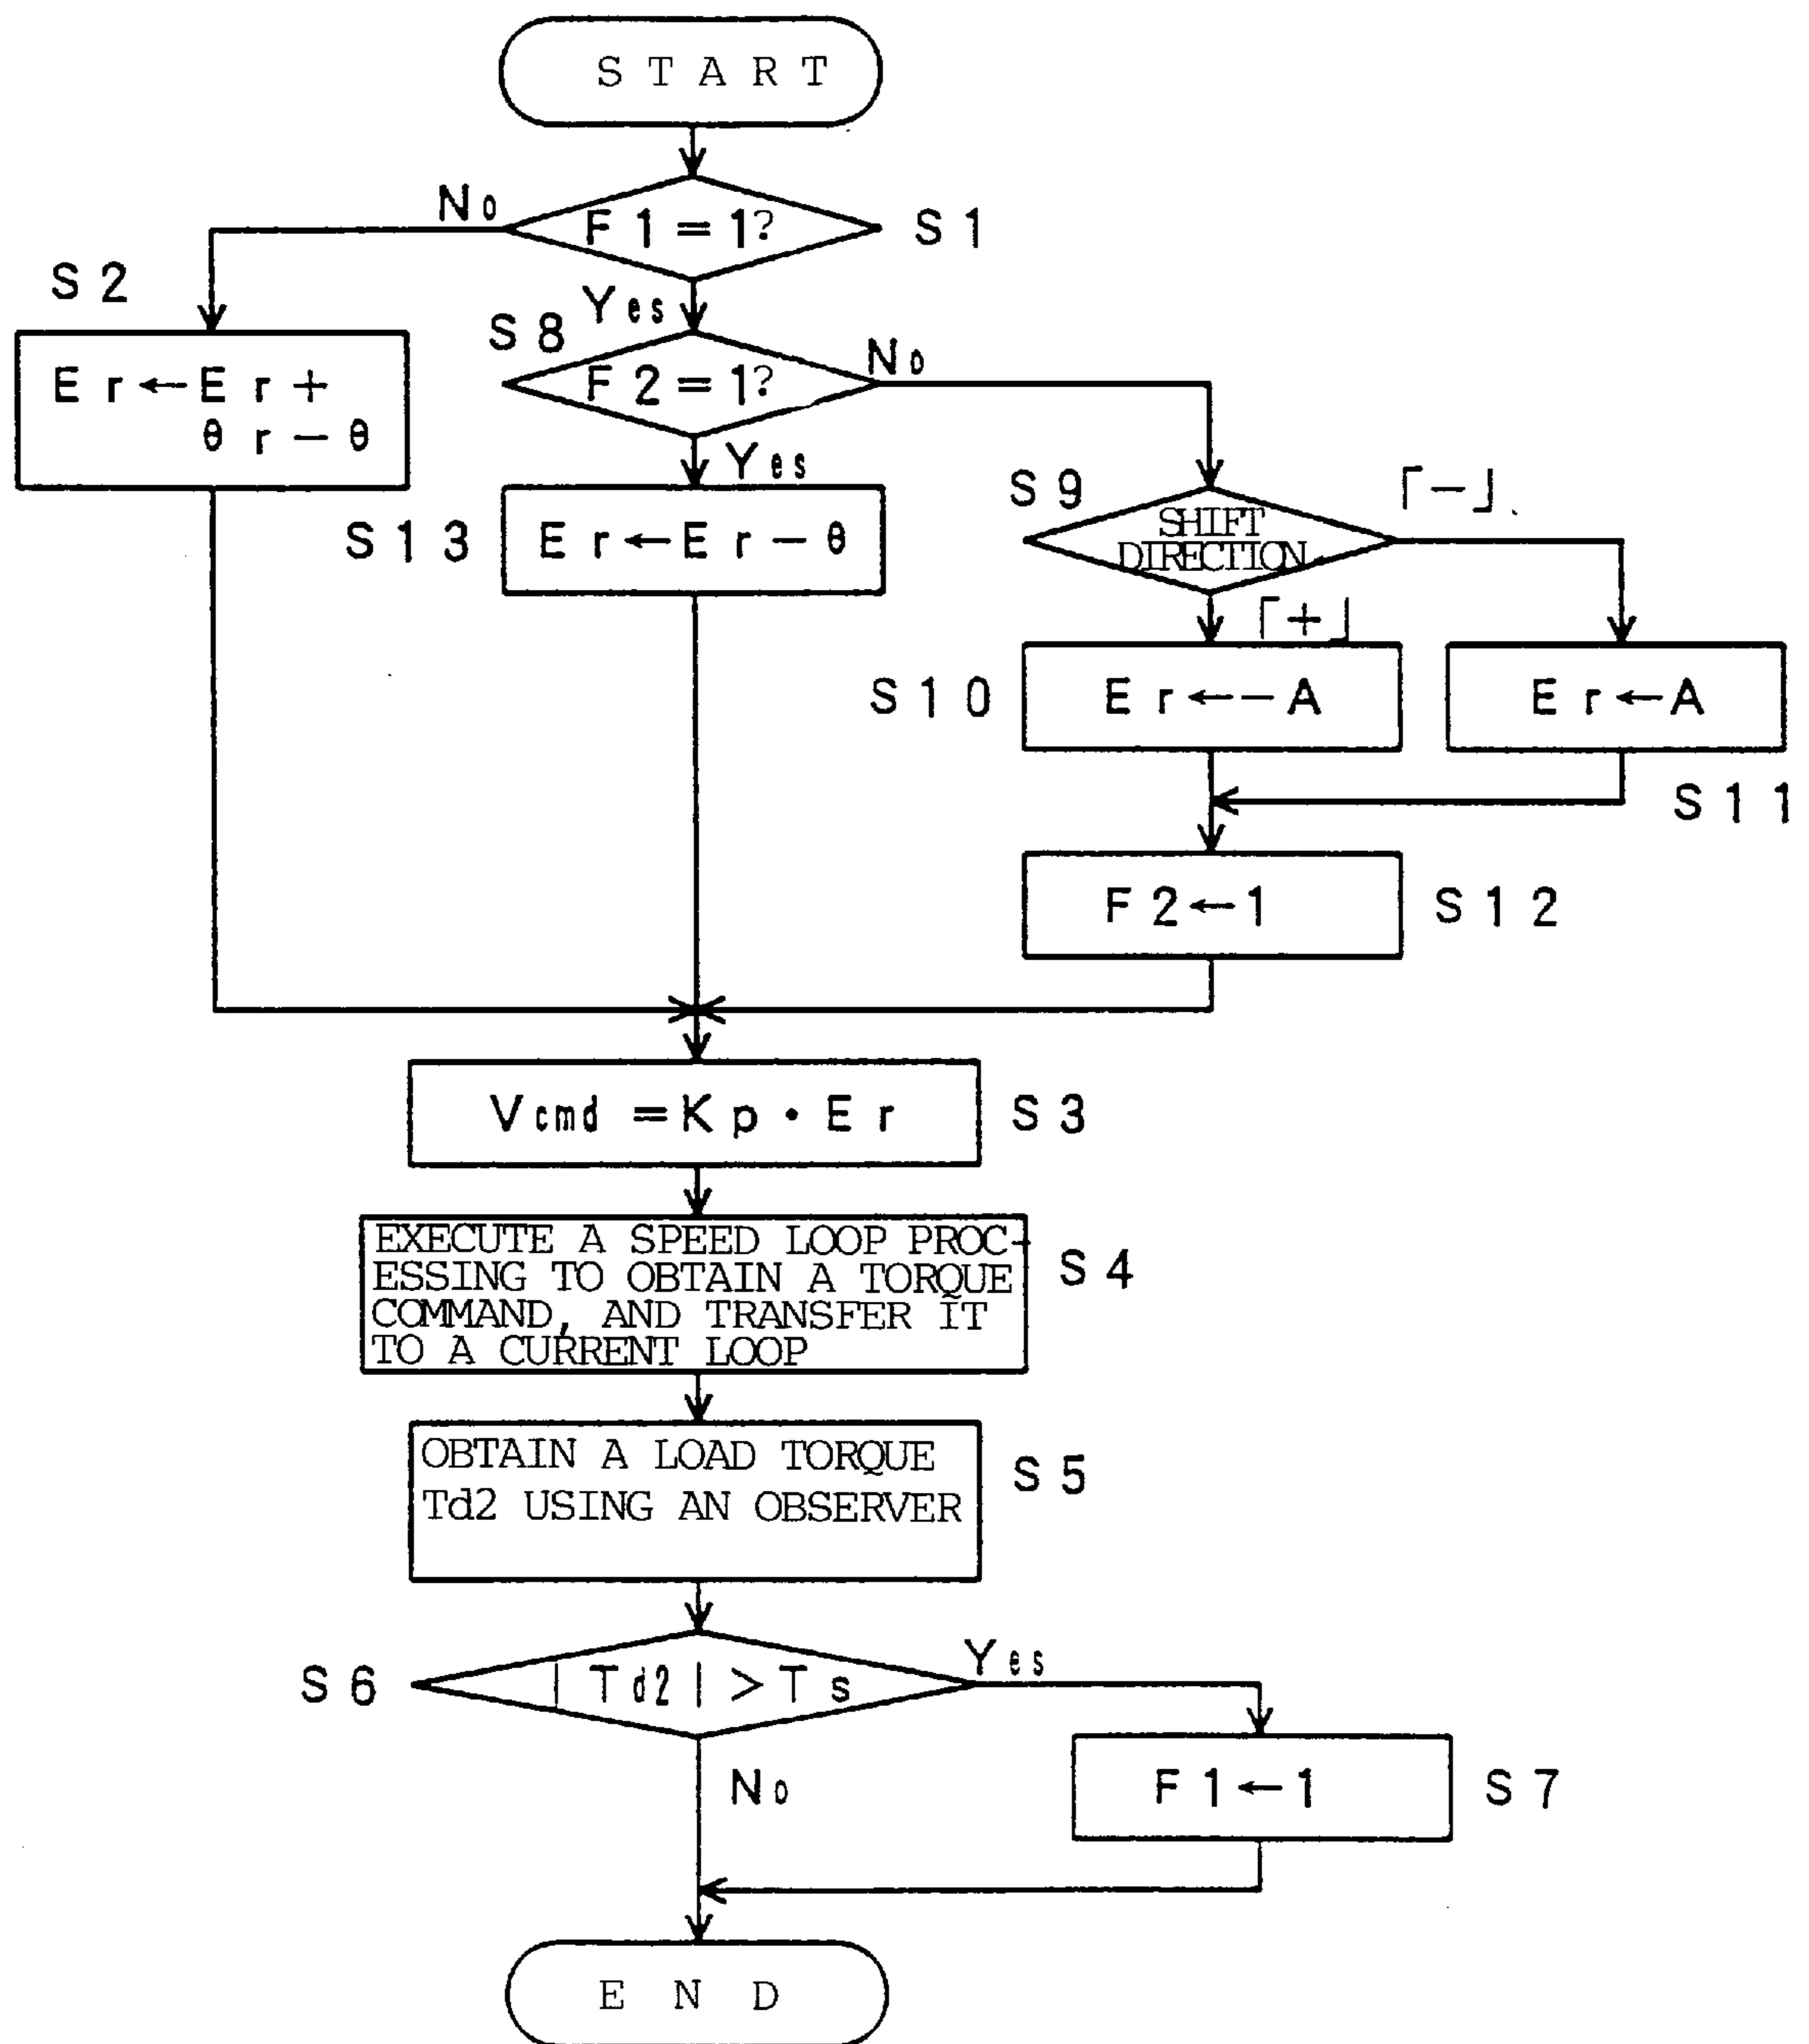 START
No
F1=1?
S1
S2
Yes
Er←Er+
θr−θ
S8
F2=1?
No
Yes
S13
Er←Er−θ
S9
SHIFT
DIRECTION
「−」
「+」
S10
Er←−A
Er←A
S11
F2←1
S12
Vcmd =Kp・Er
S3
EXECUTE A SPEED LOOP PROC-
ESSING TO OBTAIN A TORQUE
COMMAND, AND TRANSFER IT
TO A CURRENT LOOP
S4
OBTAIN A LOAD TORQUE
Td2 USING AN OBSERVER
S5
S6
|Td2|>Ts
Yes
No
F1←1
S7
END